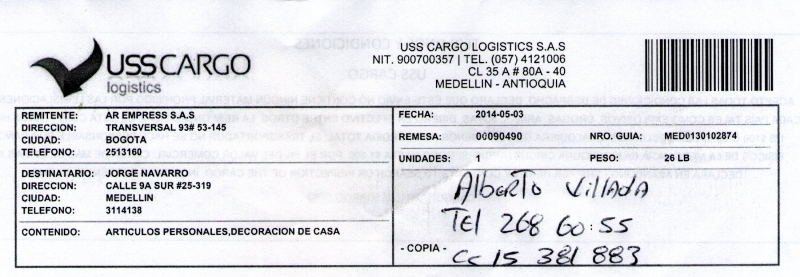 USSCARGO
logistics
USS CARGO LOGISTICS S.A.S
NIT. 900700357 | TEL. (057) 4121006
CL 35 A # 80A - 40
MEDELLIN - ANTIOQUIA
REMITENTE: AR EMPRESS S.A.S
DIRECCION: TRANSVERSAL 93# 53-145
CIUDAD: BOGOTA
TELEFONO: 2513160
DESTINATARIO: JORGE NAVARRO
DIRECCION: CALLE 9A SUR #25-319
CIUDAD: MEDELLIN
TELEFONO: 3114138
CONTENIDO: ARTICULOS PERSONALES,DECORACION DE CASA
FECHA: 2014-05-03
REMESA: 00090490 NRO. GUIA: MED0130102874
UNIDADES: PESO: 26 LB
Alberto Villada
Tel 268 60:55
- COPIA - CC 15 381 883